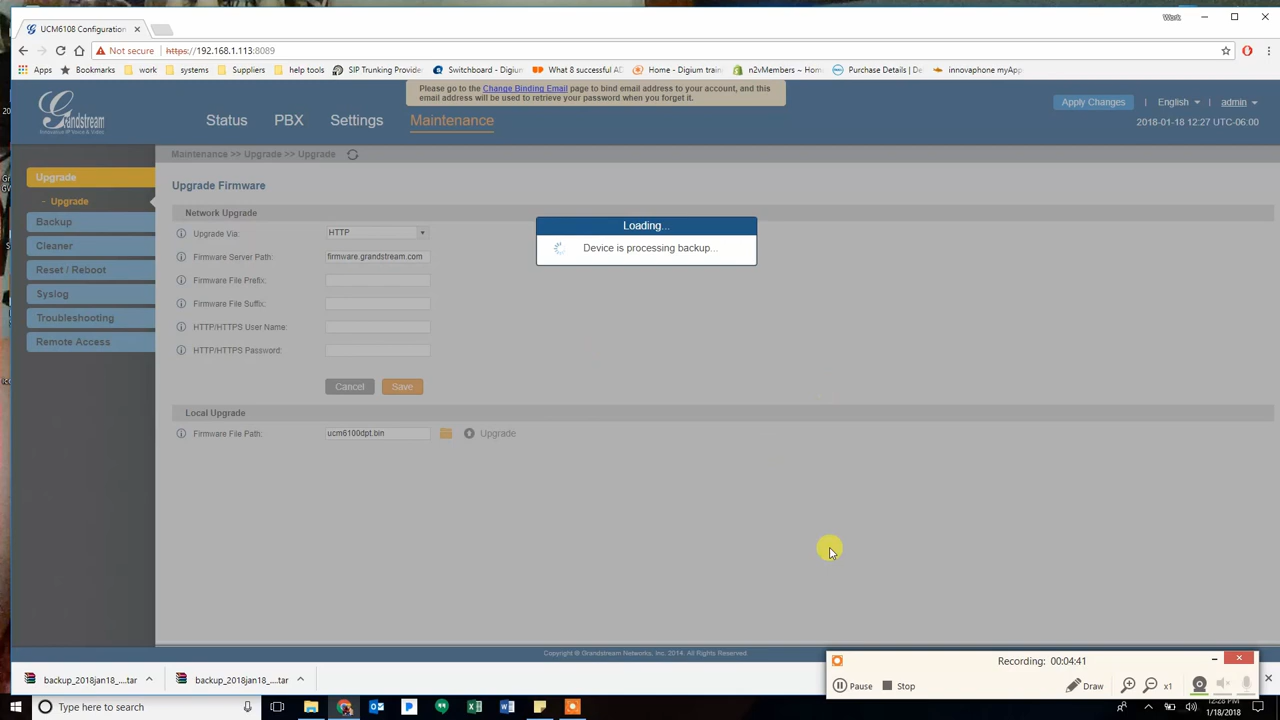 Work
UCM6108 Configuration
Not secure
https://192.168.1.113:8089
Apps
Bookmarks
work
systems
Suppliers
help tools
SIP Trunking Provide
Switchboard - Digium
What 8 successful AD
Home - Digium train
n2vMembers ~ Hom
Purchase Details | De
innovaphone myApp
Please go to the Change Binding Email page to bind email address to your account, and this
email address will be used to retrieve your password when you forget it.
Grandstream
Status
PBX
Settings
Maintenance
Apply Changes
English
admin
2018-01-18 12:27 UTC-06:00
Maintenance >> Upgrade >> Upgrade
Upgrade
- Upgrade
Backup
Cleaner
Reset / Reboot
Syslog
Troubleshooting
Remote Access
Upgrade Firmware
Network Upgrade
Upgrade Via:
HTTP
Firmware Server Path:
firmware.grandstream.com
Firmware File Prefix:
Firmware File Suffix:
HTTP/HTTPS User Name:
HTTP/HTTPS Password:
Cancel
Save
Local Upgrade
Firmware File Path:
ucm6100dpt.bin
Upgrade
Loading...
Device is processing backup...
Copyright © Grandstream Networks, Inc. 2014. All Rights Reserved.
backup_2018jan18_....tar
backup_2018jan18_....tar
Recording: 00:04:41
Pause
Stop
Draw
x1
Type here to search
12:28 PM
1/18/2018